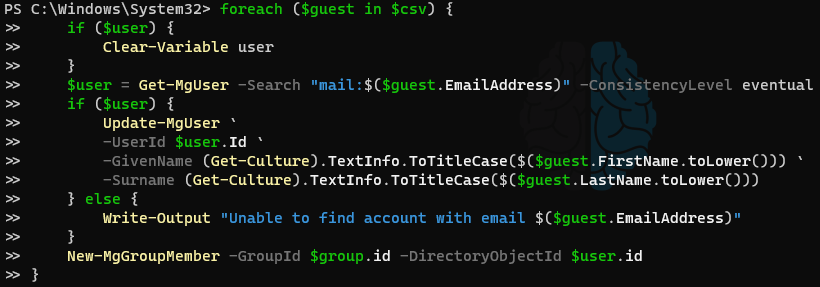 PS C:\Windows\System32> foreach ($guest in $csv) {
>>     if ($user) {
>>         Clear-Variable user
>>     }
>>     $user = Get-MgUser -Search "mail:$($guest.EmailAddress)" -ConsistencyLevel eventual
>>     if ($user) {
>>         Update-MgUser `
>>         -UserId $user.Id `
>>         -GivenName (Get-Culture).TextInfo.ToTitleCase($($guest.FirstName.toLower())) `
>>         -Surname (Get-Culture).TextInfo.ToTitleCase($($guest.LastName.toLower()))
>>     } else {
>>         Write-Output "Unable to find account with email $($guest.EmailAddress)"
>>     }
>>     New-MgGroupMember -GroupId $group.id -DirectoryObjectId $user.id
>> }